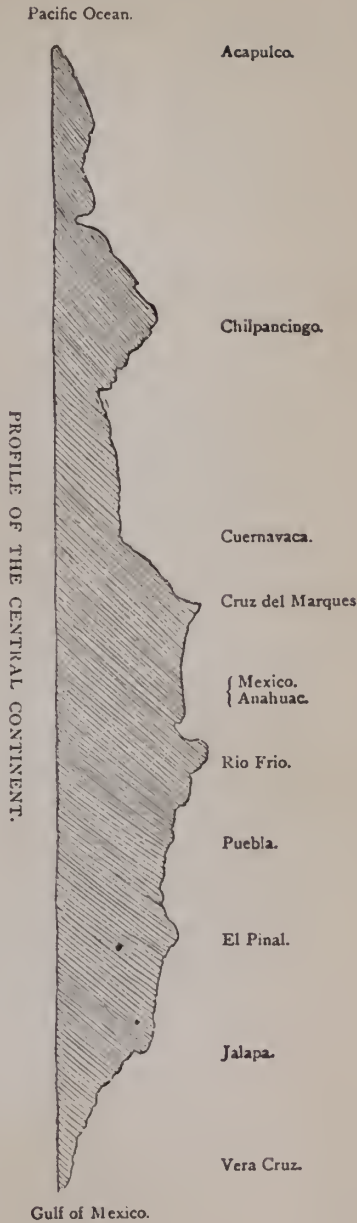 Pacific Ocean.
Acapulco.
Chilpancingo.
PROFILE OF THE CENTRAL CONTINENT.
Cuernavaca.
Cruz del Marques
{ Mexico.
{ Anahuac.
Rio Frio.
Puebla.
El Pinal.
Jalapa.
Vera Cruz.
Gulf of Mexico.